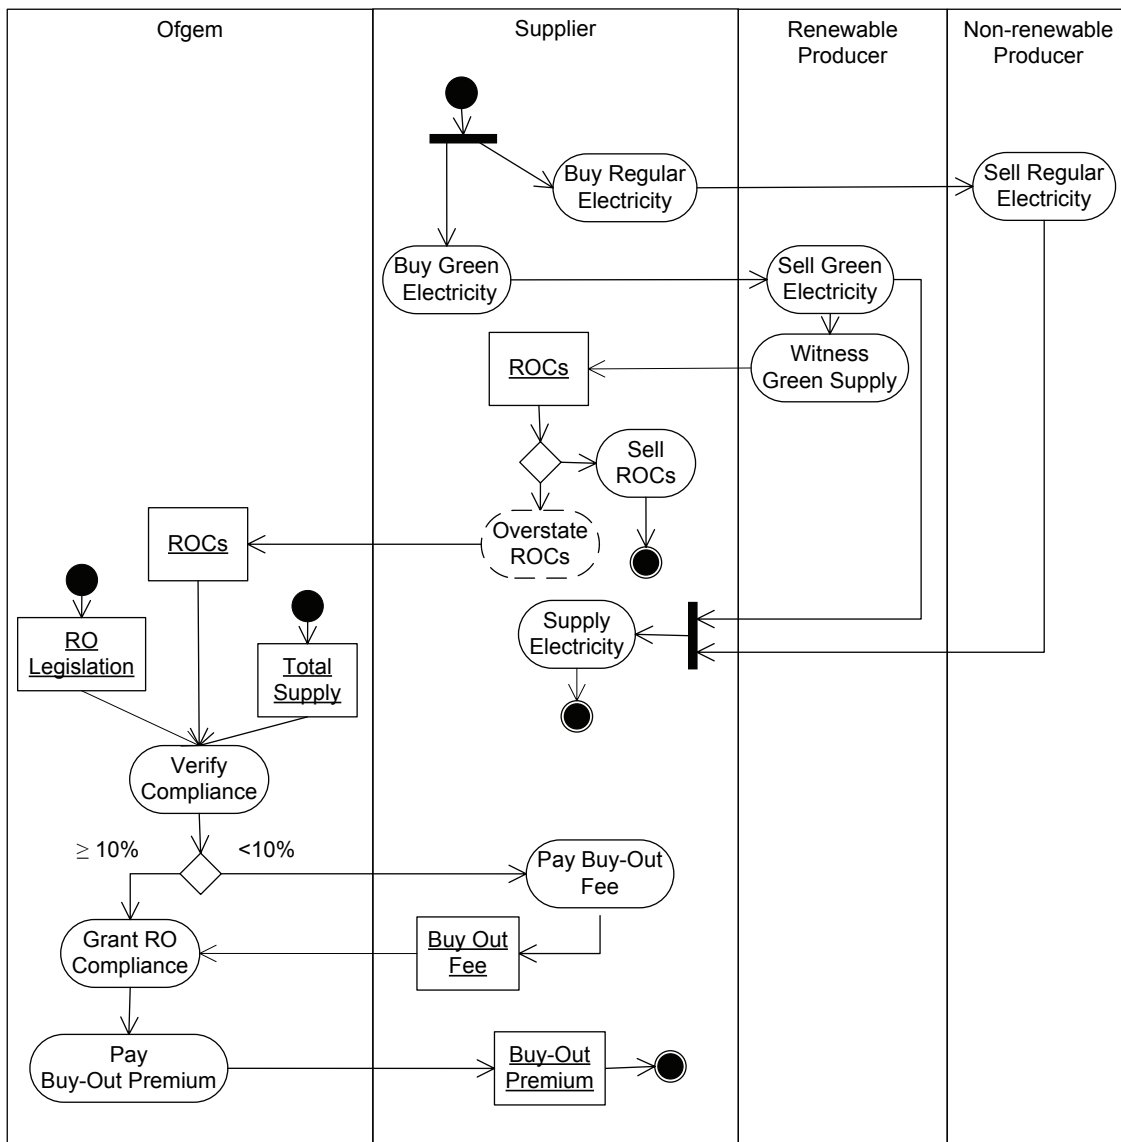 Ofgem
Supplier
Renewable
Producer
Non-renewable
Producer
Buy Regular
Electricity
Sell Regular
Electricity
Buy Green
Electricity
Sell Green
Electricity
ROCs
Witness
Green Supply
Sell
ROCs
Overstate
ROCs
ROCs
RO
Legislation
Total
Supply
Supply
Electricity
Verify
Compliance
≥ 10%
<10%
Pay Buy-Out
Fee
Grant RO
Compliance
Buy Out
Fee
Pay
Buy-Out Premium
Buy-Out
Premium